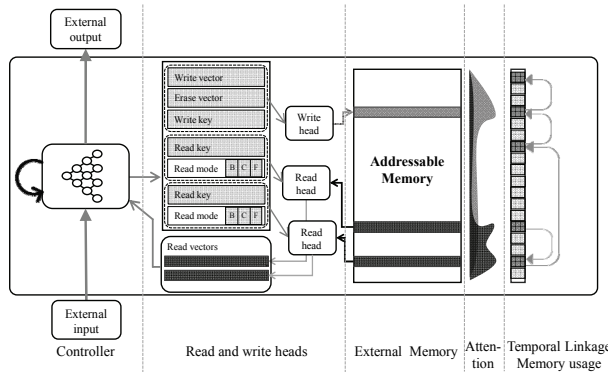 External
output
Write vector
Erase vector
Write key
Write
head
Read key
Read mode B C F
Read
head
Read key
Read mode B C F
Read
head
Read vectors
Addressable
Memory
External
input
Controller
Read and write heads
External Memory
Atten-
tion
Temporal Linkage
Memory usage